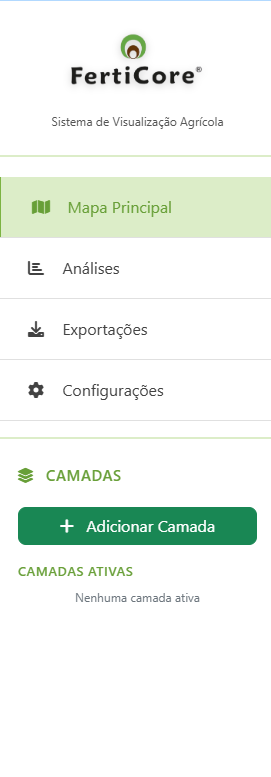 FertiCore®
Sistema de Visualização Agrícola
Mapa Principal
Análises
Exportações
Configurações
CAMADAS
Adicionar Camada
CAMADAS ATIVAS
Nenhuma camada ativa